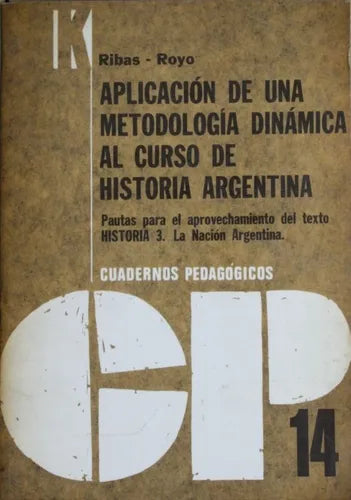 K
Ribas - Royo
APLICACIÓN DE UNA
METODOLOGÍA DINÁMICA
AL CURSO DE
HISTORIA ARGENTINA
Pautas para el aprovechamiento del texto
HISTORIA 3. La Nación Argentina.
CUADERNOS PEDAGÓGICOS
CP
14